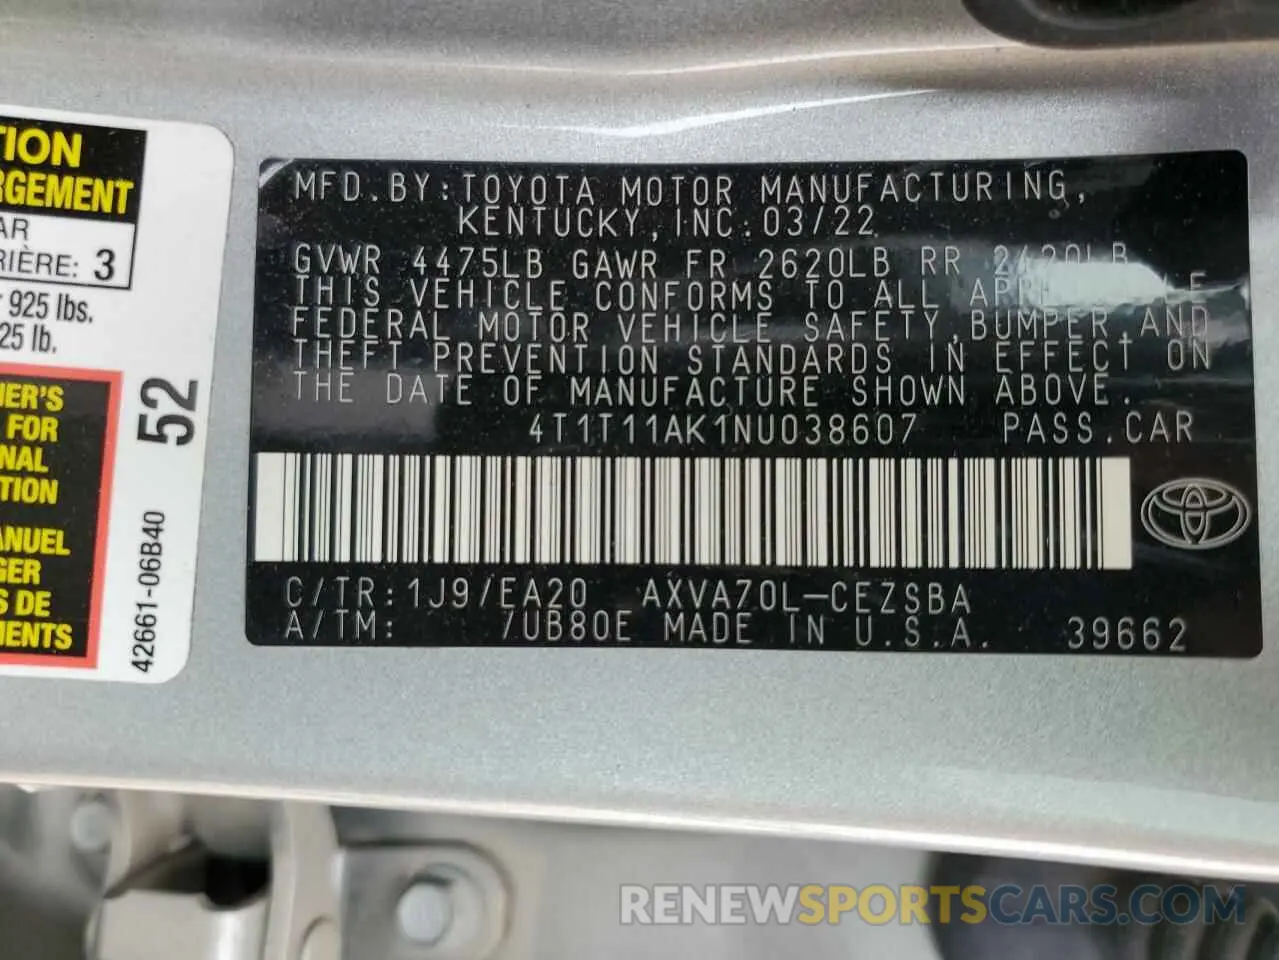 TION
RGEMENT
AR
RIÈRE: 3
925 lbs.
25 lb.
NER'S
FOR
NAL
TION
ANUEL
GER
S DE
MENTS
52
42661-06B40
MFD.BY:TOYOTA MOTOR MANUFACTURING,
KENTUCKY,INC. 03/22
GVWR 4475LB GAWR FR 2620LB RR 2420LB
THIS VEHICLE CONFORMS TO ALL
FEDERAL MOTOR VEHICLE SAFETY,BUMPER,AND
THEFT PREVENTION STANDARDS IN EFFECT ON
THE DATE OF MANUFACTURE SHOWN ABOVE.
4T1T11AK1NU038607 PASS.CAR
C/TR:1J9/EA20 AXVA70L-CEZSBA
A/TM: /UB80E MADE IN U.S.A. 39662
RENEWSPORTSCARS.COM